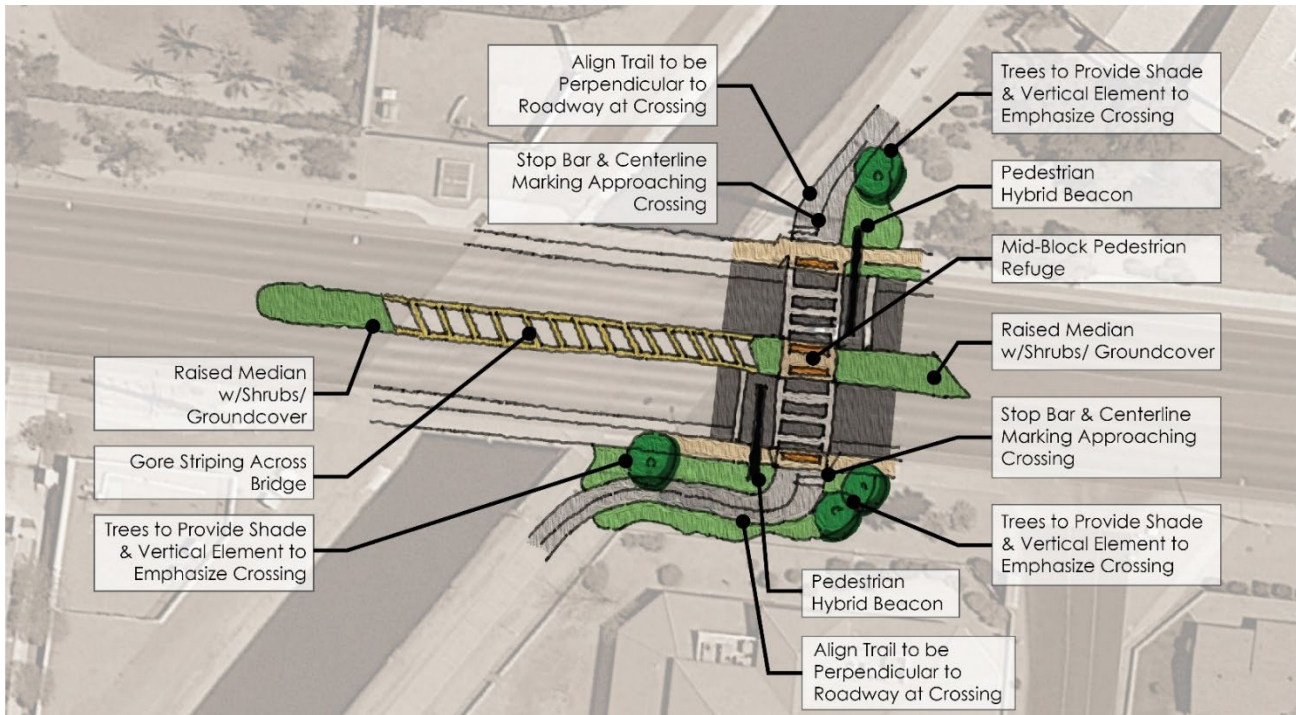 Align Trail to be
Perpendicular to
Roadway at Crossing
Stop Bar & Centerline
Marking Approaching
Crossing
Raised Median
w/Shrubs/
Groundcover
Gore Striping Across
Bridge
Trees to Provide Shade
& Vertical Element to
Emphasize Crossing
Trees to Provide Shade
& Vertical Element to
Emphasize Crossing
Pedestrian
Hybrid Beacon
Mid-Block Pedestrian
Refuge
Raised Median
w/Shrubs/ Groundcover
Stop Bar & Centerline
Marking Approaching
Crossing
Trees to Provide Shade
& Vertical Element to
Emphasize Crossing
Pedestrian
Hybrid Beacon
Align Trail to be
Perpendicular to
Roadway at Crossing